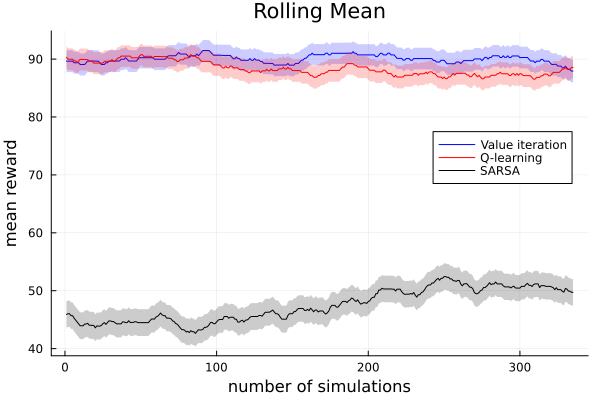 Rolling Mean
mean reward
90
80
70
60
50
40
Value iteration
Q-learning
SARSA
0
100
200
300
number of simulations